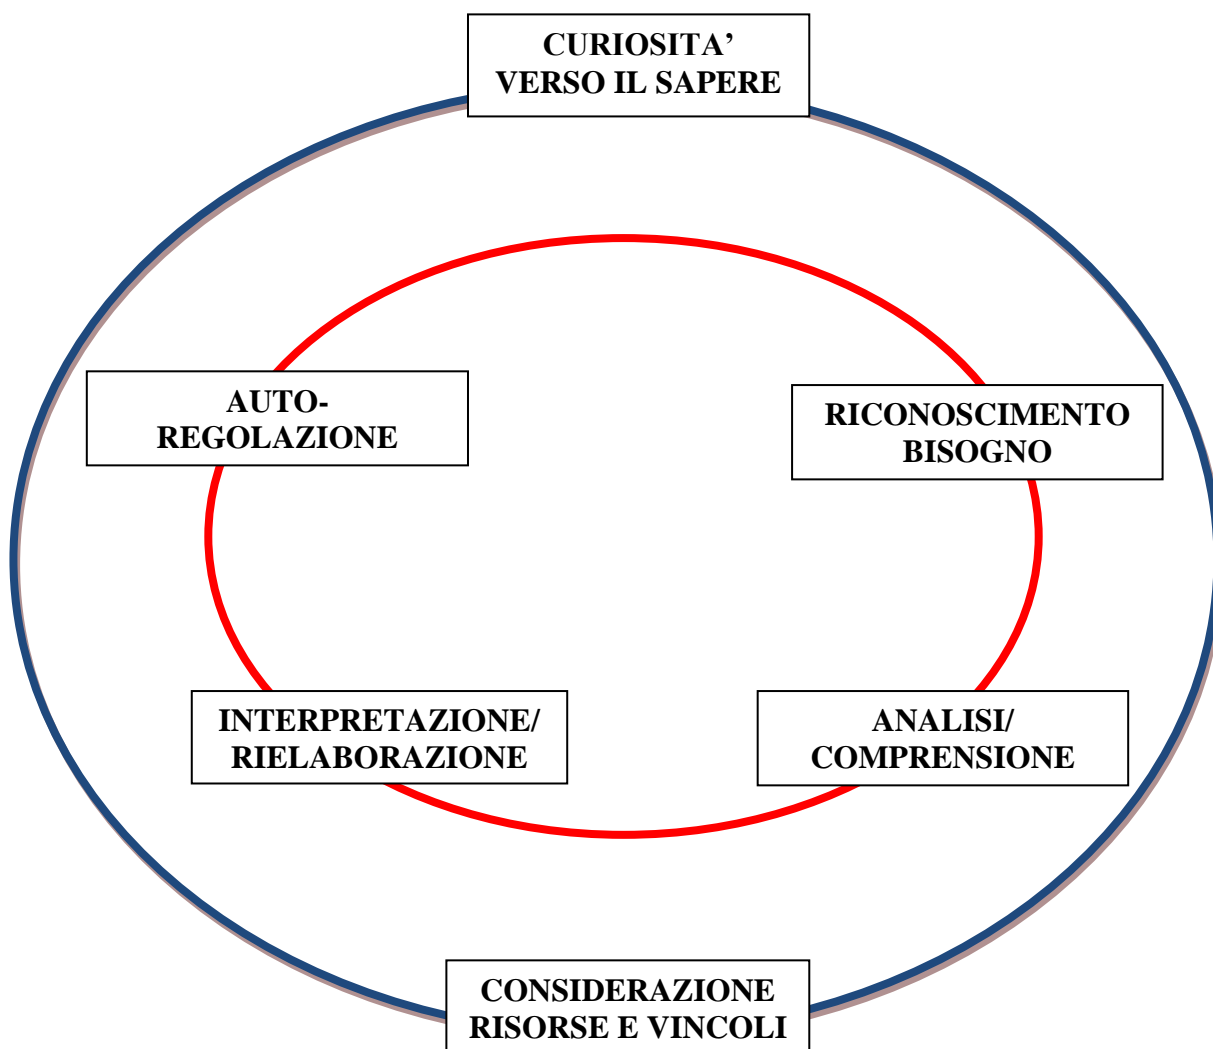 CURIOSITA’
VERSO IL SAPERE
AUTO-
REGOLAZIONE
RICONOSCIMENTO
BISOGNO
INTERPRETAZIONE/
RIELABORAZIONE
ANALISI/
COMPRENSIONE
CONSIDERAZIONE
RISORSE E VINCOLI